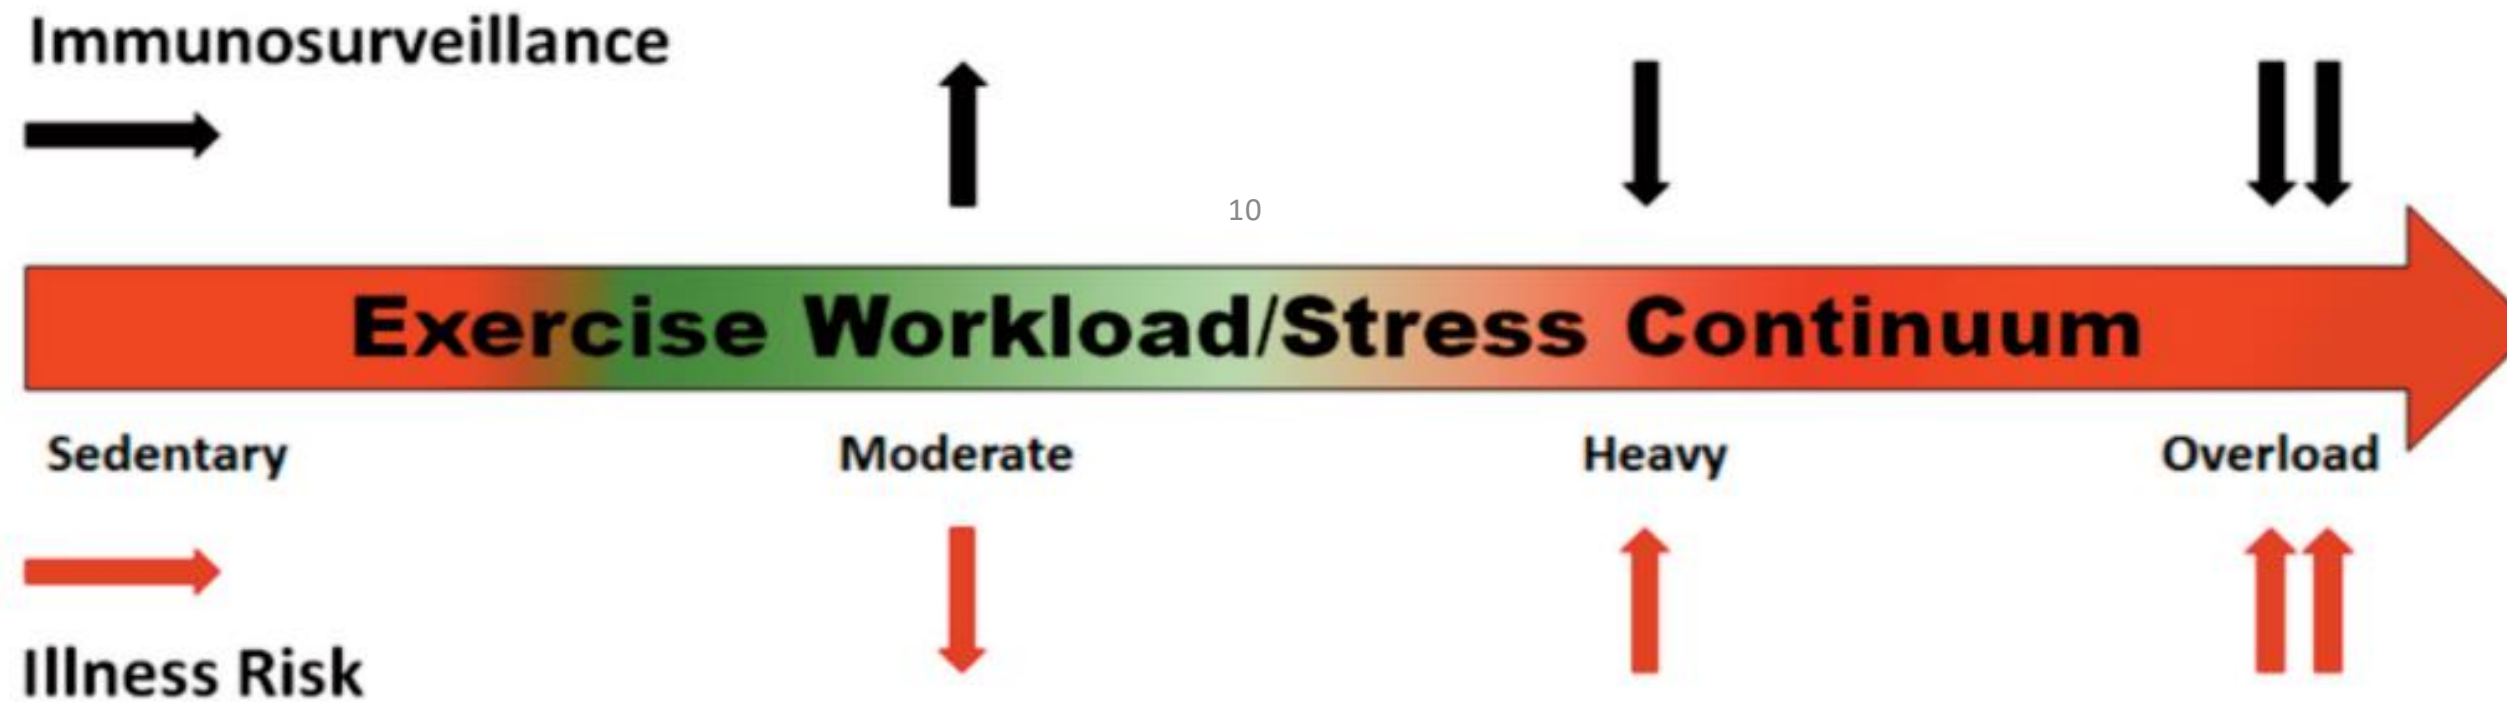 Immunosurveillance
10
Exercise Workload/Stress Continuum
Sedentary Moderate Heavy Overload
Illness Risk